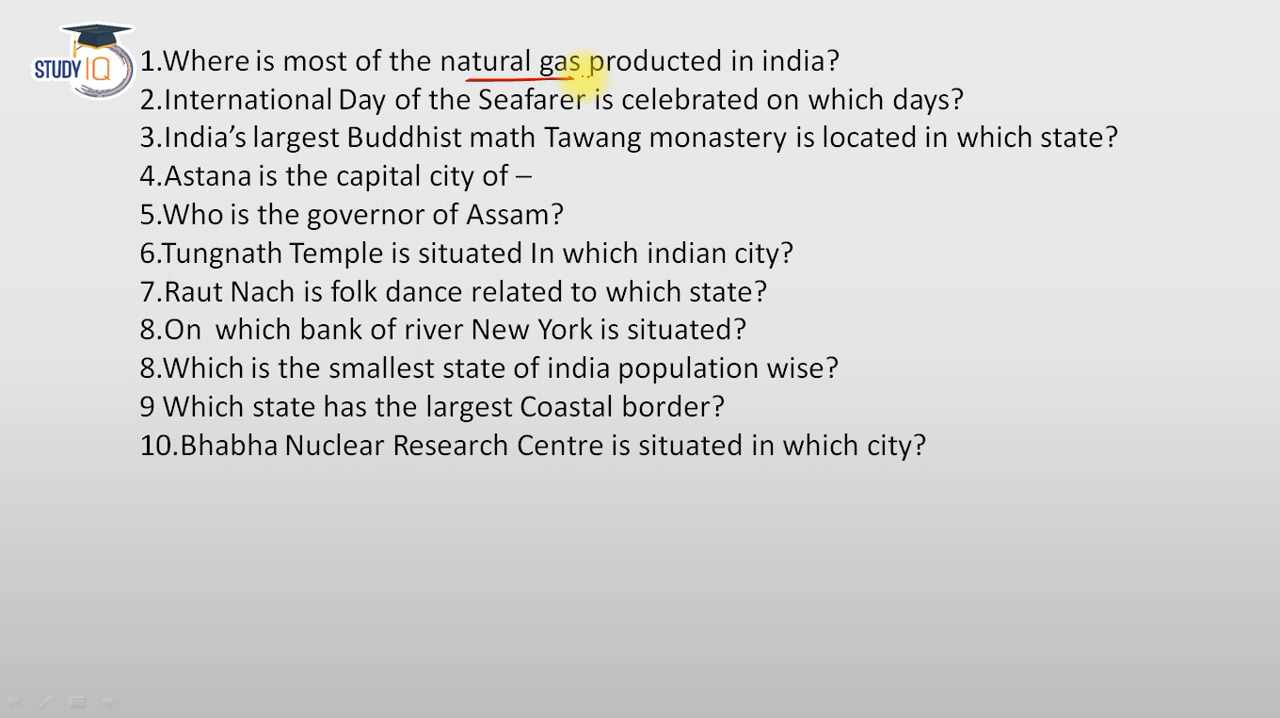 STUDY IQ
1.Where is most of the natural gas producted in india?
2.International Day of the Seafarer is celebrated on which days?
3.India’s largest Buddhist math Tawang monastery is located in which state?
4.Astana is the capital city of –
5.Who is the governor of Assam?
6.Tungnath Temple is situated In which indian city?
7.Raut Nach is folk dance related to which state?
8.On which bank of river New York is situated?
8.Which is the smallest state of india population wise?
9 Which state has the largest Coastal border?
10.Bhabha Nuclear Research Centre is situated in which city?